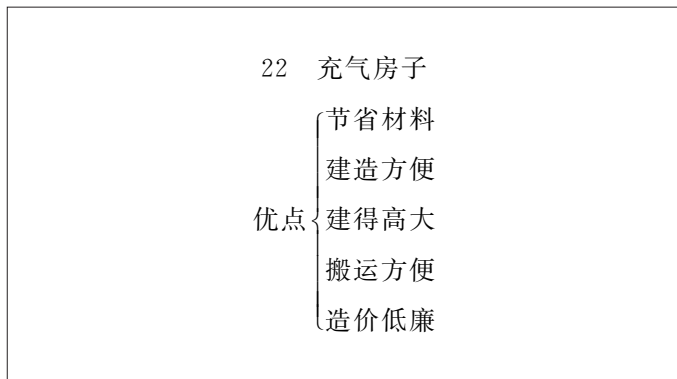 22 充气房子
节省材料
建造方便
优点 建得高大
搬运方便
造价低廉